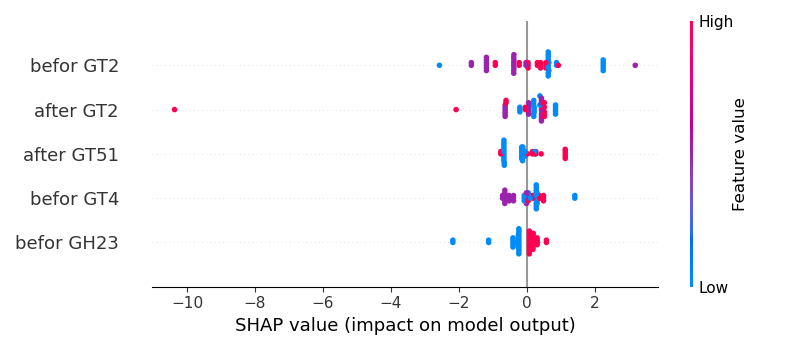 High
befor GT2
after GT2
after GT51
befor GT4
befor GH23
Feature value
Low
−10 −8 −6 −4 −2 0 2
SHAP value (impact on model output)